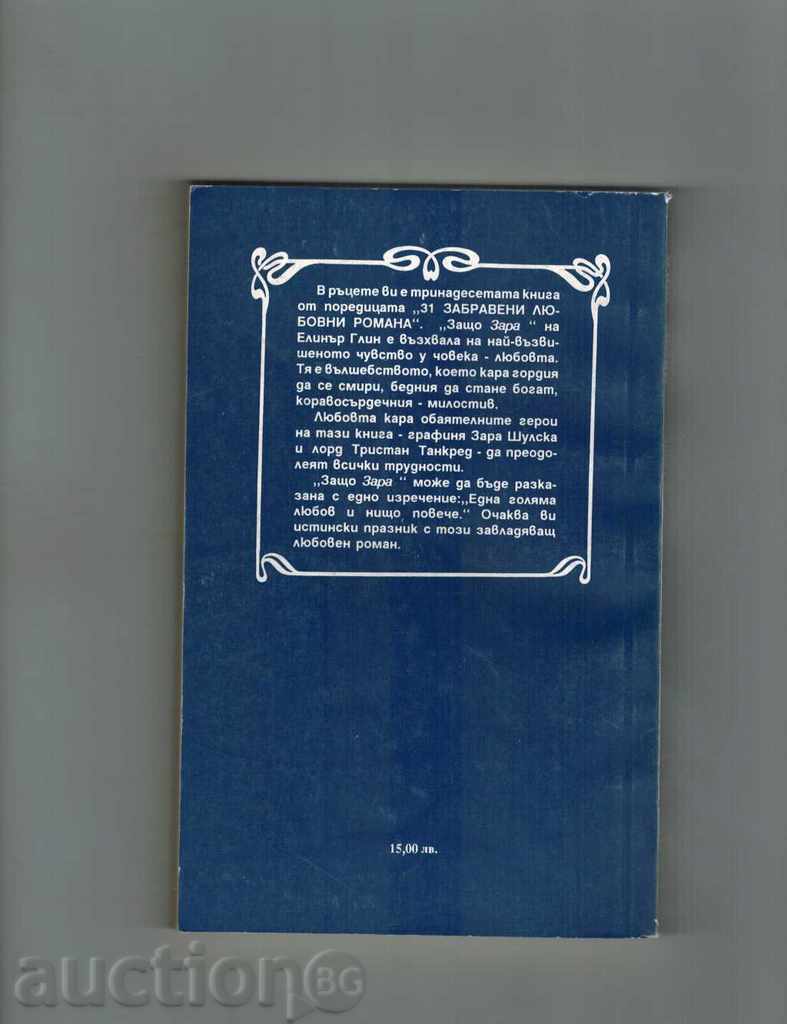 В ръцете ви е тринадесетата книга
от поредицата „31 ЗАБРАВЕНИ ЛЮ-
БОВНИ РОМАНА“. „Защо Зара “ на
Елинър Глин е възхвала на най-възви-
шеното чувство у човека - любовта.
Тя е вълшебството, което кара гордия
да се смири, бедния да стане богат,
коравосърдечния - милостив.
Любовта кара обаятелните герои
на тази книга - графиня Зара Шулска
и лорд Тристан Танкред - да преодо-
леят всички трудности.
„Защо Зара “ може да бъде разка-
зана с едно изречение:„Една голяма
любов и нищо повече.“ Очаква ви
истински празник с този завладяващ
любовен роман.
15,00 лв.
auctionBG